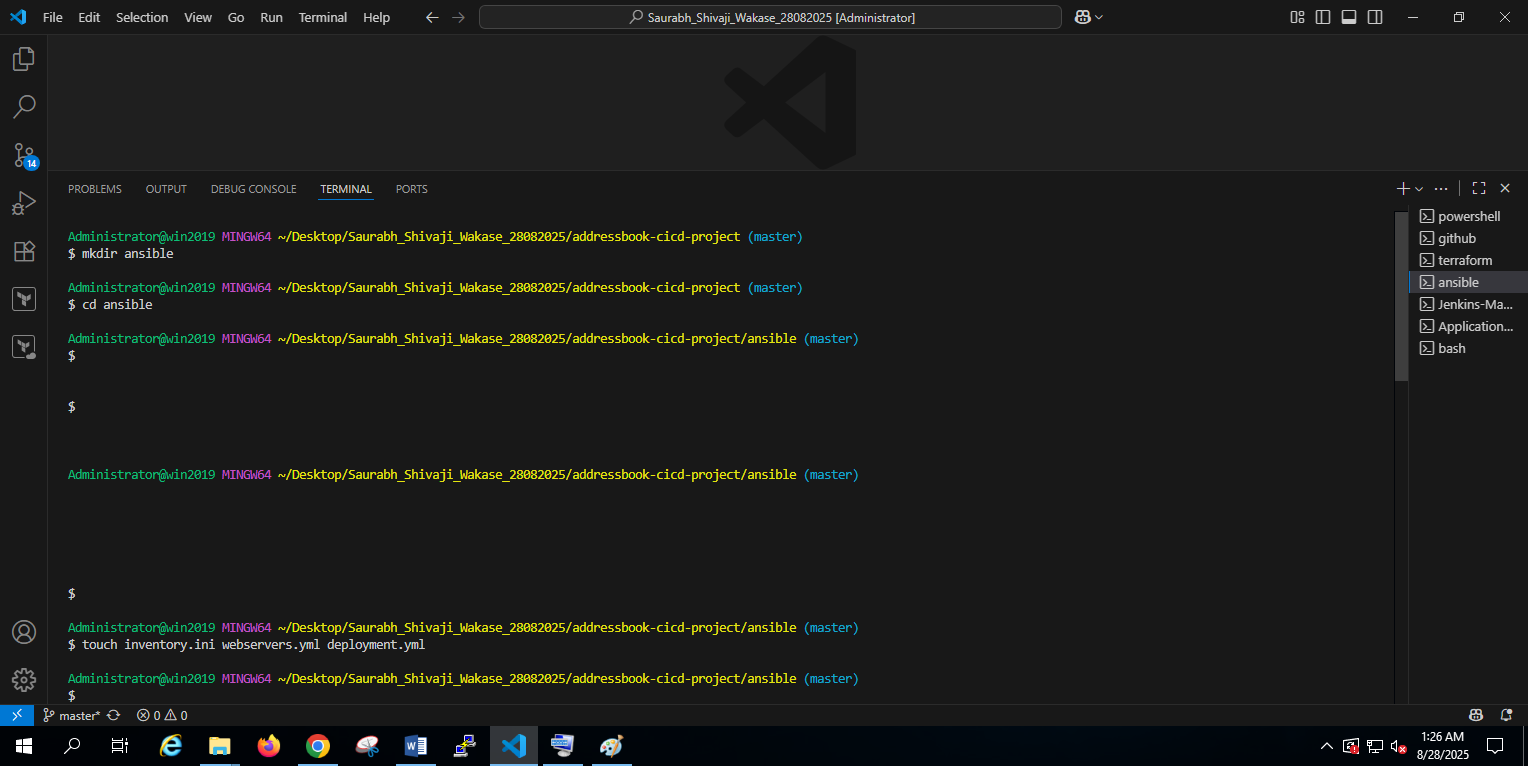 File Edit Selection View Go Run Terminal Help
Saurabh_Shivaji_Wakase_28082025 [Administrator]
14
PROBLEMS OUTPUT DEBUG CONSOLE TERMINAL PORTS
Administrator@win2019 MINGW64 ~/Desktop/Saurabh_Shivaji_Wakase_28082025/addressbook-cicd-project (master)
$ mkdir ansible
Administrator@win2019 MINGW64 ~/Desktop/Saurabh_Shivaji_Wakase_28082025/addressbook-cicd-project (master)
$ cd ansible
Administrator@win2019 MINGW64 ~/Desktop/Saurabh_Shivaji_Wakase_28082025/addressbook-cicd-project/ansible (master)
$
$
Administrator@win2019 MINGW64 ~/Desktop/Saurabh_Shivaji_Wakase_28082025/addressbook-cicd-project/ansible (master)
$
Administrator@win2019 MINGW64 ~/Desktop/Saurabh_Shivaji_Wakase_28082025/addressbook-cicd-project/ansible (master)
$ touch inventory.ini webservers.yml deployment.yml
Administrator@win2019 MINGW64 ~/Desktop/Saurabh_Shivaji_Wakase_28082025/addressbook-cicd-project/ansible (master)
$
powershell
github
terraform
ansible
Jenkins-Ma...
Application...
bash
master* 0 0
1:26 AM
8/28/2025